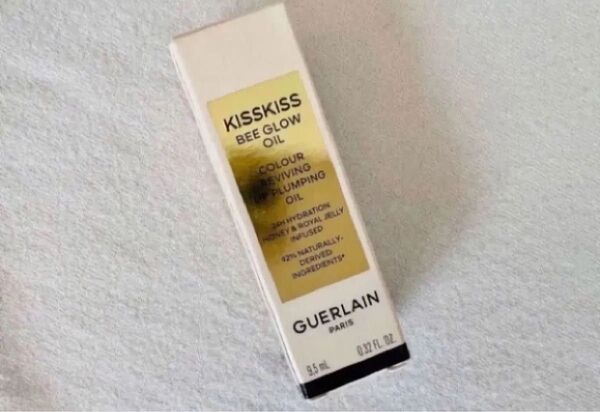 KISSKISS
BEE GLOW
OIL
COLOUR
REVIVING
LIP PLUMPING
OIL
24H HYDRATION
HONEY & ROYAL JELLY
INFUSED
92% NATURALLY-
DERIVED
INGREDIENTS*
GUERLAIN
PARIS
9.5 mL 0.32 FL. OZ.